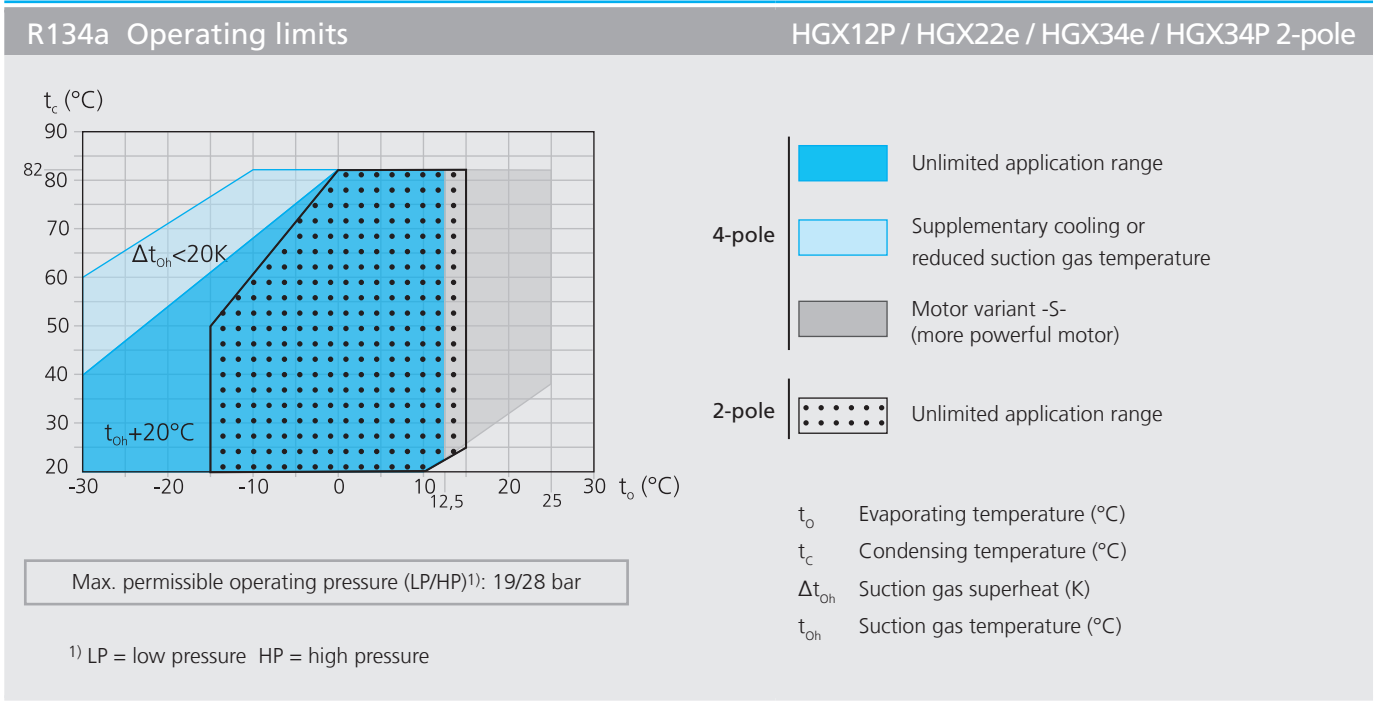 R134a Operating limits
HGX12P / HGX22e / HGX34e / HGX34P 2-pole
tc (°C)
90
82
80
70
60
50
40
30
20
Δtoh<20K
toh+20°C
-30
-20
-10
0
10
12,5
20
25
30
to (°C)
4-pole
Unlimited application range
Supplementary cooling or
reduced suction gas temperature
Motor variant -S-
(more powerful motor)
2-pole
Unlimited application range
to Evaporating temperature (°C)
tc Condensing temperature (°C)
Δtoh Suction gas superheat (K)
toh Suction gas temperature (°C)
Max. permissible operating pressure (LP/HP)1): 19/28 bar
1) LP = low pressure HP = high pressure